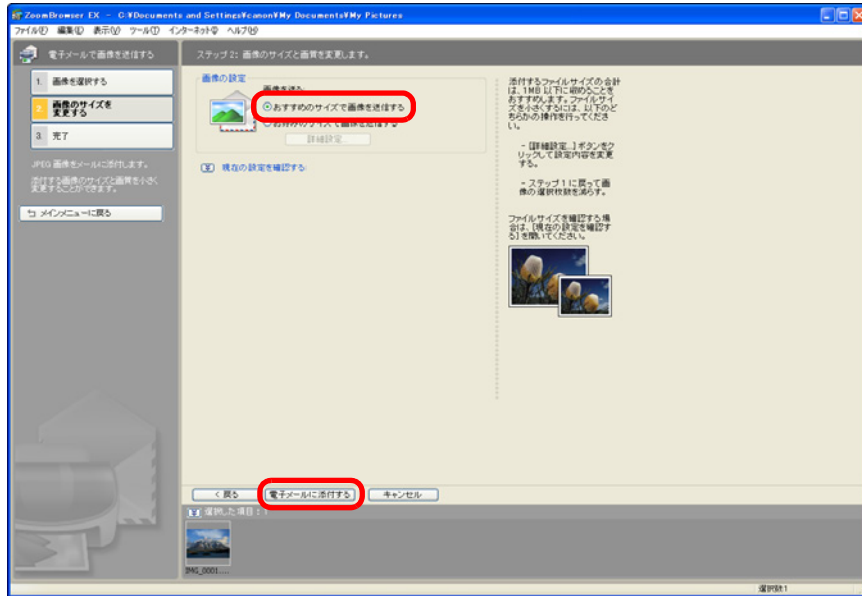 ZoomBrowser EX - C:¥Documents and Settings¥canon¥My Documents¥My Pictures
ファイル(F) 編集(E) 表示(V) ツール(T) インターネット(I) ヘルプ(H)
電子メールで画像を送信する
ステップ 2: 画像のサイズと画質を変更します。
1. 画像を選択する
2. 画像のサイズを
変更する
3. 完了
JPEG 画像をメールに添付します。
添付する画像のサイズと画質を小さく
変更することができます。
メインメニューに戻る
画像の設定
おすすめのサイズで画像を送信する
詳細設定...
現在の設定を確認する
添付するファイルサイズの合計
は、1MB 以下に収めることを
おすすめします。ファイルサイ
ズを小さくするには、以下のど
ちらかの操作を行ってくださ
い。
- [詳細設定...] ボタンをク
リックして設定内容を変更
する。
- ステップ 1 に戻って画
像の選択枚数を減らす。
ファイルサイズを確認する場
合は、[現在の設定を確認す
る] を開いてください。
< 戻る
電子メールに添付する
キャンセル
選択した項目 : 1
IMG_0001....
選択数:1